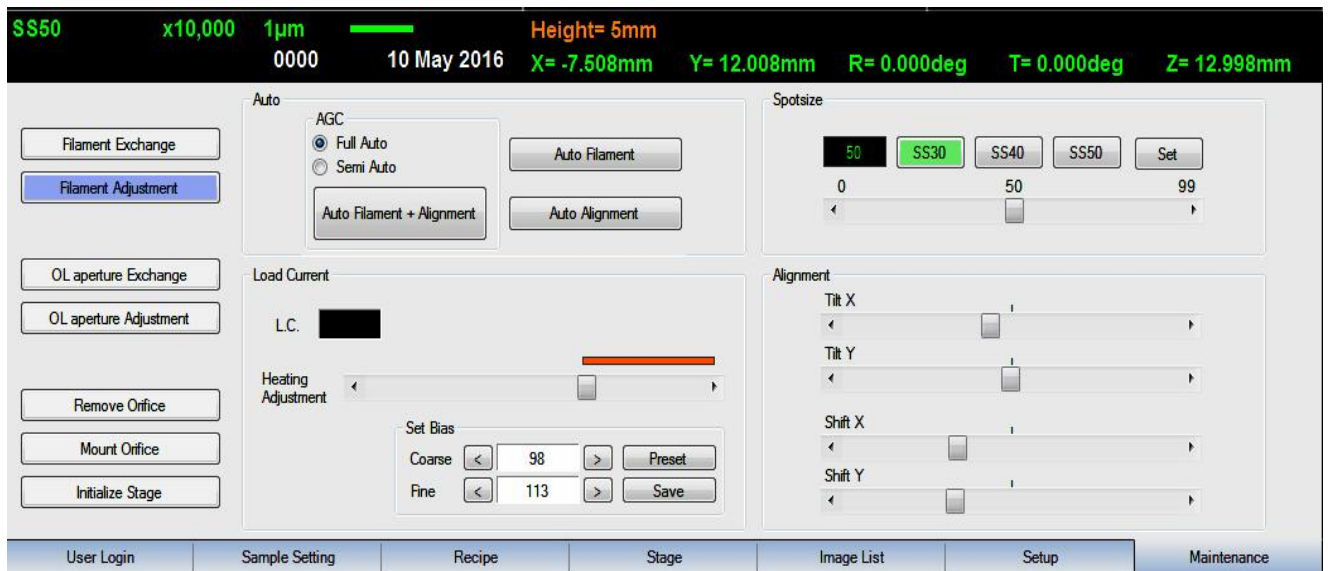 SS50 x10,000 1µm Height= 5mm
0000 10 May 2016 X= -7.508mm Y= 12.008mm R= 0.000deg T= 0.000deg Z= 12.998mm
Filament Exchange
Filament Adjustment
OL aperture Exchange
OL aperture Adjustment
Remove Orifice
Mount Orifice
Initialize Stage
Auto
AGC
Full Auto
Semi Auto
Auto Filament + Alignment
Auto Filament
Auto Alignment
Spotsize
50 SS30 SS40 SS50 Set
0 50 99
Load Current
L.C.
Heating
Adjustment
Set Bias
Coarse < 98 > Preset
Fine < 113 > Save
Alignment
Tilt X
Tilt Y
Shift X
Shift Y
User Login Sample Setting Recipe Stage Image List Setup Maintenance